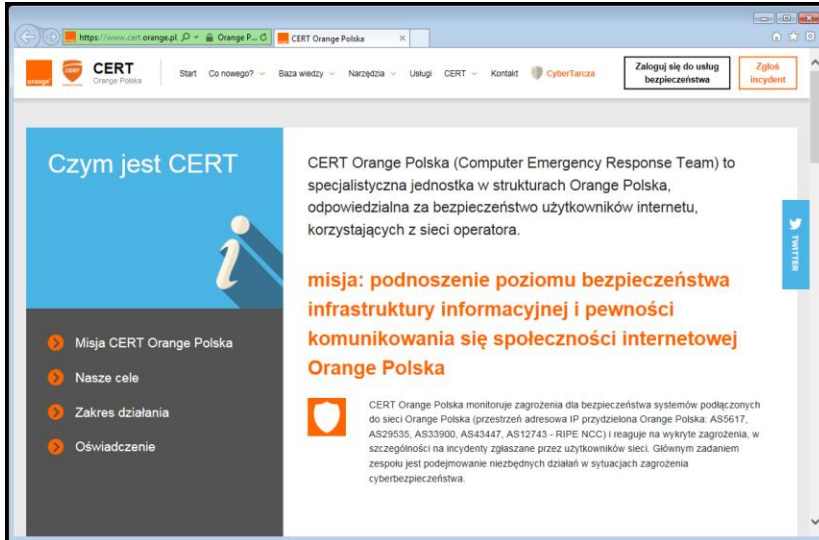 https://www.cert.orange.pl
Orange P...
CERT Orange Polska
orange
CERT
CERT
Orange Polska
Start
Co nowego?
Baza wiedzy
Narzędzia
Usługi
CERT
Kontakt
CyberTarcza
Zaloguj się do usług
bezpieczeństwa
Zgłoś
incydent
Czym jest CERT
i
Misja CERT Orange Polska
Nasze cele
Zakres działania
Oświadczenie
CERT Orange Polska (Computer Emergency Response Team) to
specjalistyczna jednostka w strukturach Orange Polska,
odpowiedzialna za bezpieczeństwo użytkowników internetu,
korzystających z sieci operatora.
misja: podnoszenie poziomu bezpieczeństwa
infrastruktury informacyjnej i pewności
komunikowania się społeczności internetowej
Orange Polska
CERT Orange Polska monitoruje zagrożenia dla bezpieczeństwa systemów podłączonych
do sieci Orange Polska (przestrzeń adresowa IP przydzielona Orange Polska: AS5617,
AS29535, AS33900, AS43447, AS12743 - RIPE NCC) i reaguje na wykryte zagrożenia, w
szczególności na incydenty zgłaszane przez użytkowników sieci. Głównym zadaniem
zespołu jest podejmowanie niezbędnych działań w sytuacjach zagrożenia
cyberbezpieczeństwa.
TWITTER